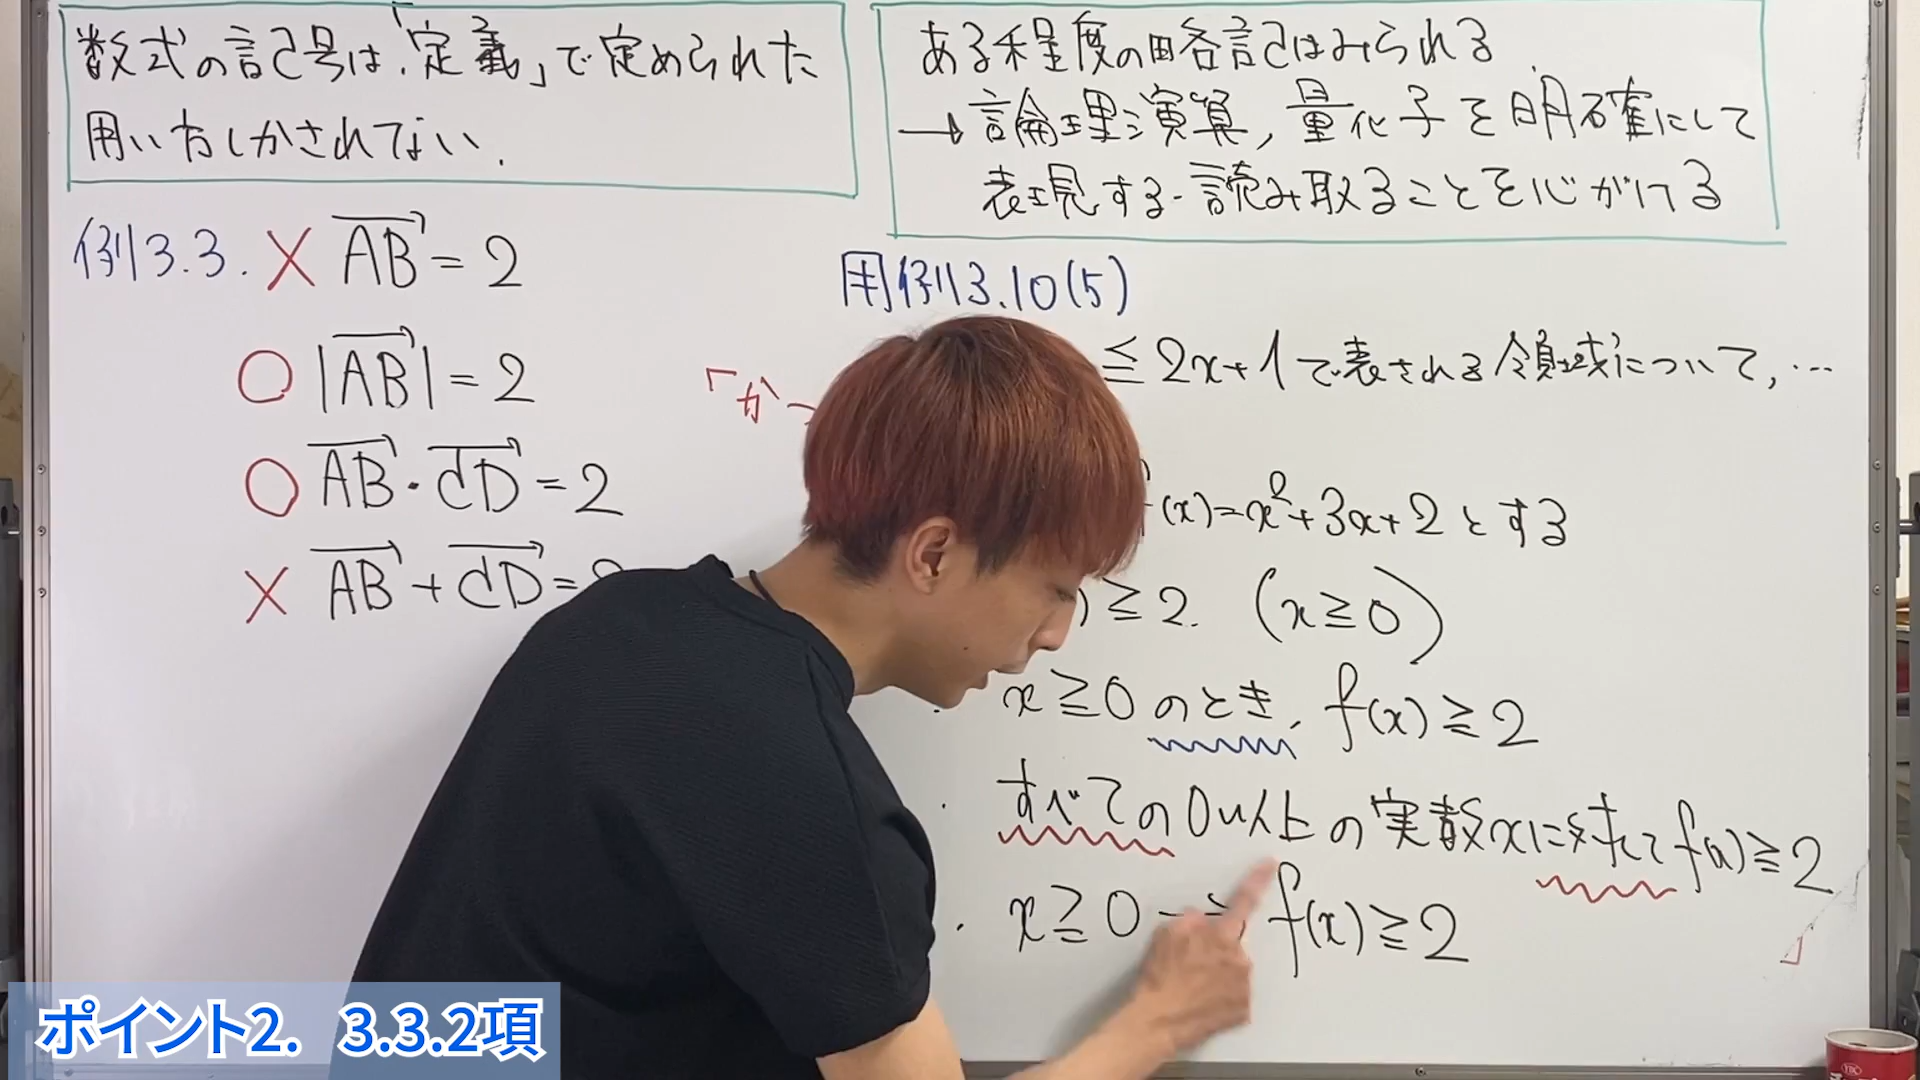 数式の記号は「定義」で定められた
用い方しかされてない.
例3.3. × AB = 2
○ |AB| = 2
○ AB・CD = 2
× AB + CD =
ある程度の略記はみられる.
→ 論理演算, 量化子を明確にして
表現する・読み取ることを心がける
用例3.10(5)
≦ 2x+1で表される領域について, …
「か
(x)=x²+3x+2とする
)≧2. (x≧0)
・ x≧0のとき, f(x)≧2
・ すべての0以上の実数xに対してf(x)≧2
・ x≧0 f(x)≧2
」
ポイント2. 3.3.2項